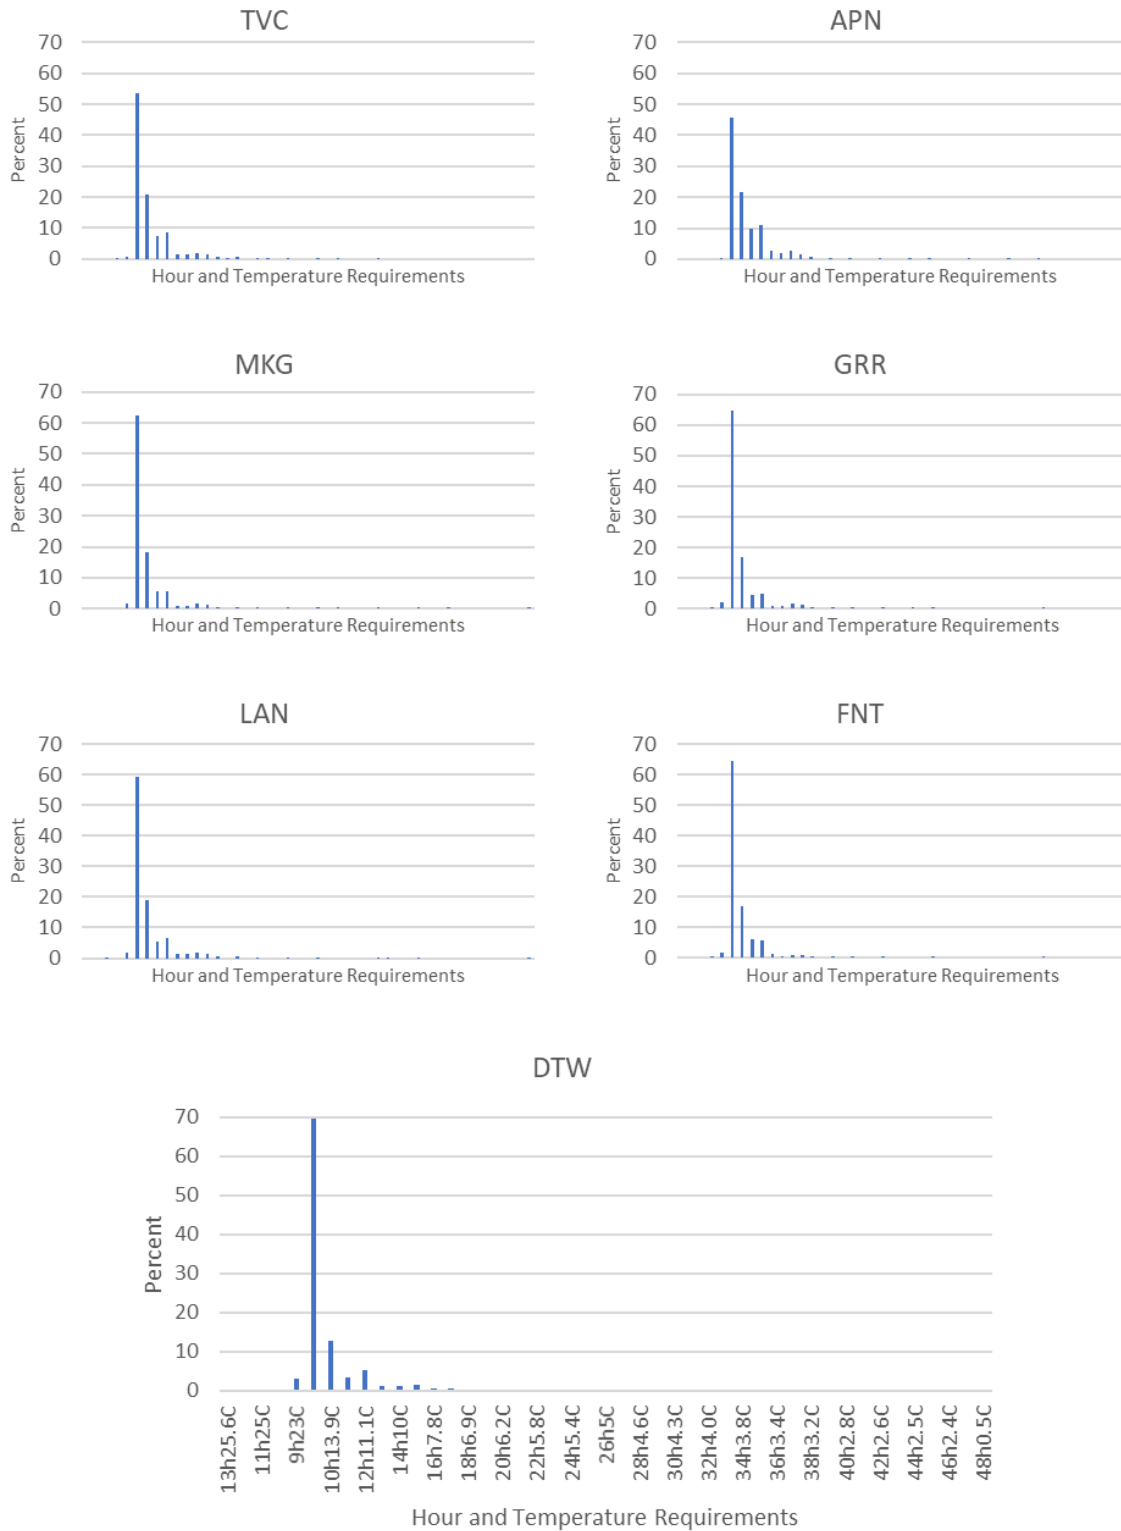 TVC
70
60
50
40
30
20
10
0
Percent
Hour and Temperature Requirements
APN
70
60
50
40
30
20
10
0
Percent
Hour and Temperature Requirements
MKG
70
60
50
40
30
20
10
0
Percent
Hour and Temperature Requirements
GRR
70
60
50
40
30
20
10
0
Percent
Hour and Temperature Requirements
LAN
70
60
50
40
30
20
10
0
Percent
Hour and Temperature Requirements
FNT
70
60
50
40
30
20
10
0
Percent
Hour and Temperature Requirements
DTW
70
60
50
40
30
20
10
0
Percent
13h25.6C
11h25C
9h23C
10h13.9C
12h11.1C
14h10C
16h7.8C
18h6.9C
20h6.2C
22h5.8C
24h5.4C
26h5C
28h4.6C
30h4.3C
32h4.0C
34h3.8C
36h3.4C
38h3.2C
40h2.8C
42h2.6C
44h2.5C
46h2.4C
48h0.5C
Hour and Temperature Requirements